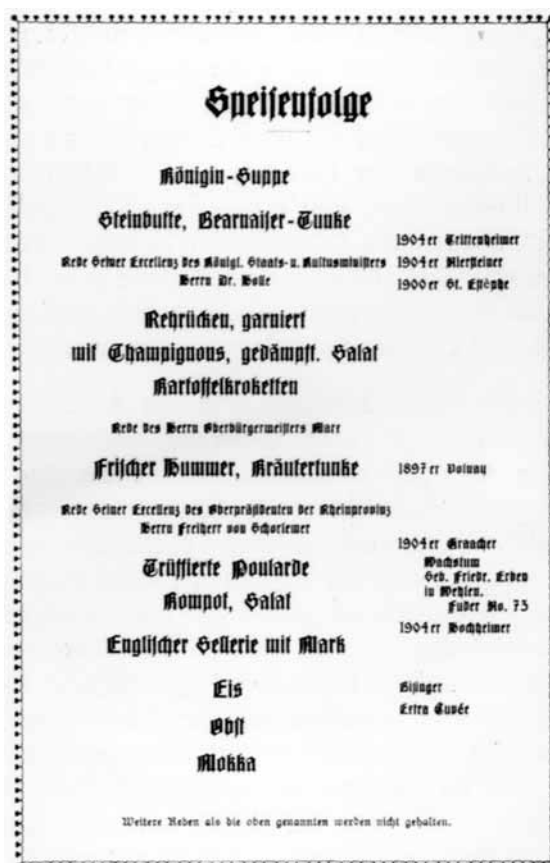 Speisenfolge
Königin-Suppe
Steinbutte, Bearnaiser-Tunke
1904er Trittenheimer
Rede Seiner Excellenz des Königl. Staats- u. Kultusministers
Herrn Dr. Holle
1904er Niersteiner
1900er St. Estèphe
Rehrücken, garniert
mit Champignons, gedämpft. Salat
Kartoffelkroketten
Rede des Herrn Oberbürgermeisters Marx
Frischer Hummer, Kräutertunke
1897er Volnay
Rede Seiner Excellenz des Oberpräsidenten der Rheinprovinz
Herrn Freiherr von Schorlemer
Trüffierte Poularde
Kompot, Salat
1904er Graacher
Wachstum
Geb. Friedr. Erben
in Wehlen.
Fuder No. 73
1904er Hochheimer
Englischer Sellerie mit Mark
Eis
Obst
Mokka
Bisinger
Extra Cuvée
Weitere Reden als die oben genannten werden nicht gehalten.